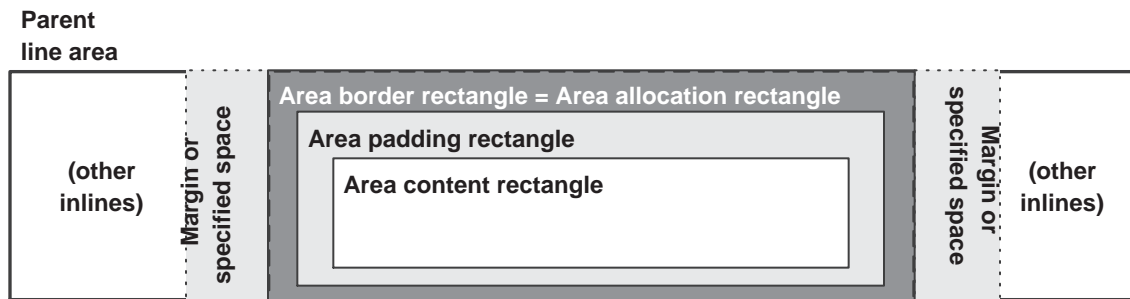 Parent
line area
Area border rectangle = Area allocation rectangle
Area padding rectangle
Area content rectangle
(other
inlines)
Margin or
specified space
Margin or
specified space
(other
inlines)